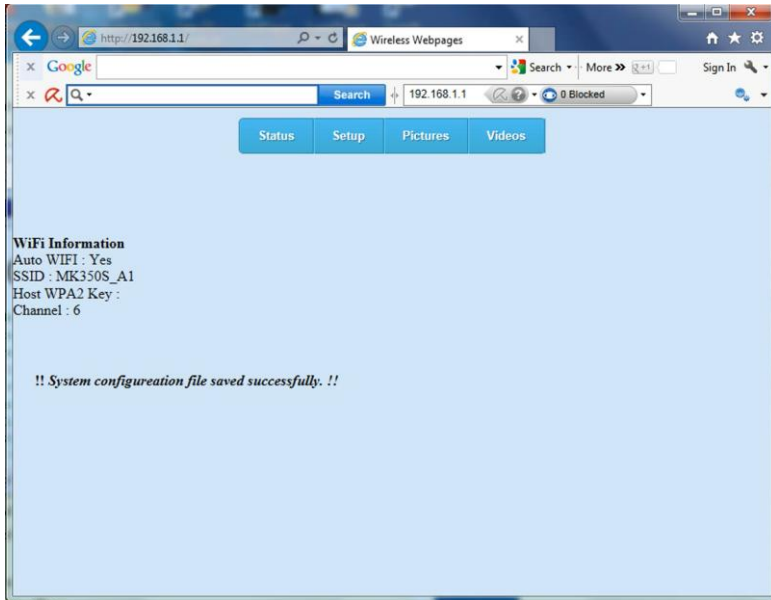 http://192.168.1.1/
Wireless Webpages
Google
Search
More »
Sign In
Search
192.168.1.1
0 Blocked
Status
Setup
Pictures
Videos
WiFi Information
Auto WIFI : Yes
SSID : MK350S_A1
Host WPA2 Key :
Channel : 6
!! System configureation file saved successfully. !!